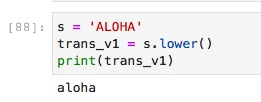 [88]: s = 'ALOHA'
trans_v1 = s.lower()
print(trans_v1)
aloha